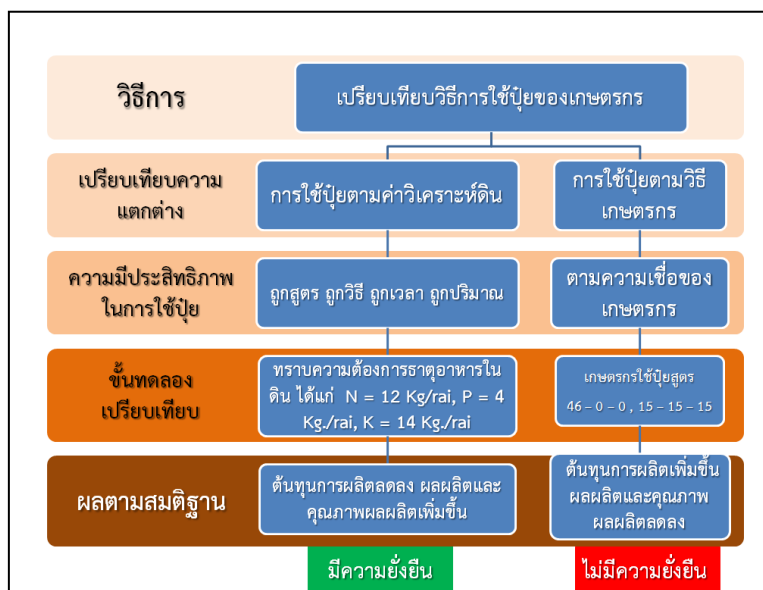 วิธีการ
เปรียบเทียบวิธีการใช้ปุ๋ยของเกษตรกร
เปรียบเทียบความ
แตกต่าง
การใช้ปุ๋ยตามค่าวิเคราะห์ดิน
การใช้ปุ๋ยตามวิธี
เกษตรกร
ความมีประสิทธิภาพ
ในการใช้ปุ๋ย
ถูกสูตร ถูกวิธี ถูกเวลา ถูกปริมาณ
ตามความเชื่อของ
เกษตรกร
ขั้นทดลอง
เปรียบเทียบ
ทราบความต้องการธาตุอาหารใน
ดิน ได้แก่ N = 12 Kg/rai, P = 4
Kg./rai, K = 14 Kg./rai
เกษตรกรใช้ปุ๋ยสูตร
46 – 0 – 0 , 15 – 15 – 15
ผลตามสมติฐาน
ต้นทุนการผลิตลดลง ผลผลิตและ
คุณภาพผลผลิตเพิ่มขึ้น
ต้นทุนการผลิตเพิ่มขึ้น
ผลผลิตและคุณภาพ
ผลผลิตลดลง
มีความยั่งยืน
ไม่มีความยั่งยืน